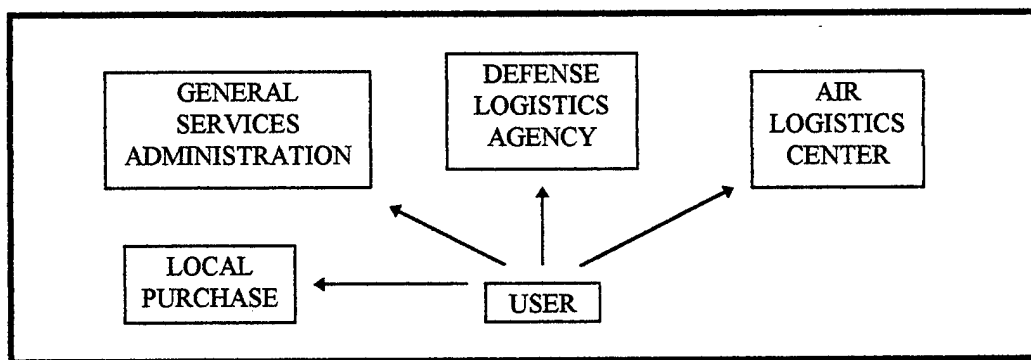 GENERAL
SERVICES
ADMINISTRATION
DEFENSE
LOGISTICS
AGENCY
AIR
LOGISTICS
CENTER
LOCAL
PURCHASE
USER